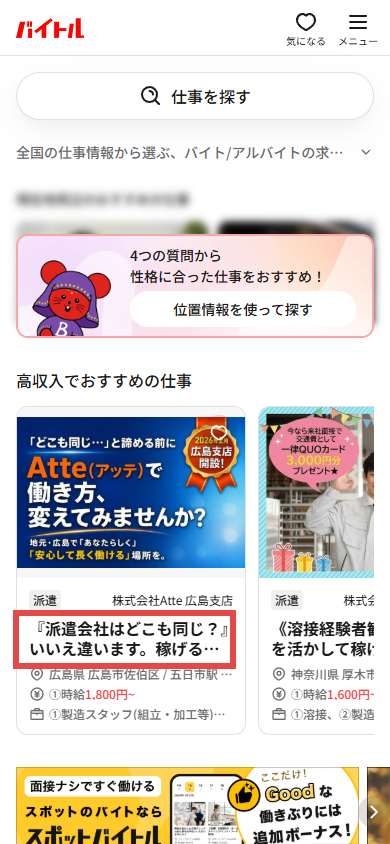 バイトル
気になる
メニュー
仕事を探す
全国の仕事情報から選ぶ、バイト/アルバイトの求…
4つの質問から
性格に合った仕事をおすすめ！
位置情報を使って探す
B
高収入でおすすめの仕事
「どこも同じ…」と諦める前に
Atte(アッテ)で
働き方、
変えてみませんか？
地元・広島で「あなたらしく」
「安心して長く働ける」場所を。
広島支店
開設！
派遣
株式会社Atte 広島支店
『派遣会社はどこも同じ？』
いいえ違います。稼げる…
広島県 広島市佐伯区 / 五日市駅 …
①時給1,800円~
①製造スタッフ(組立・加工等)…
今なら来社面接で
交通費として
一律QUOカード
3,000円分
プレゼント★
派遣
株式会
《溶接経験者
を活かして稼け
神奈川県 厚木市
①時給1,600円~
①溶接、②製造
面接ナシですぐ働ける
スポットのバイトなら
スポットバイトル
ここだけ！
Goodな
働きぶりには
追加ボーナス！